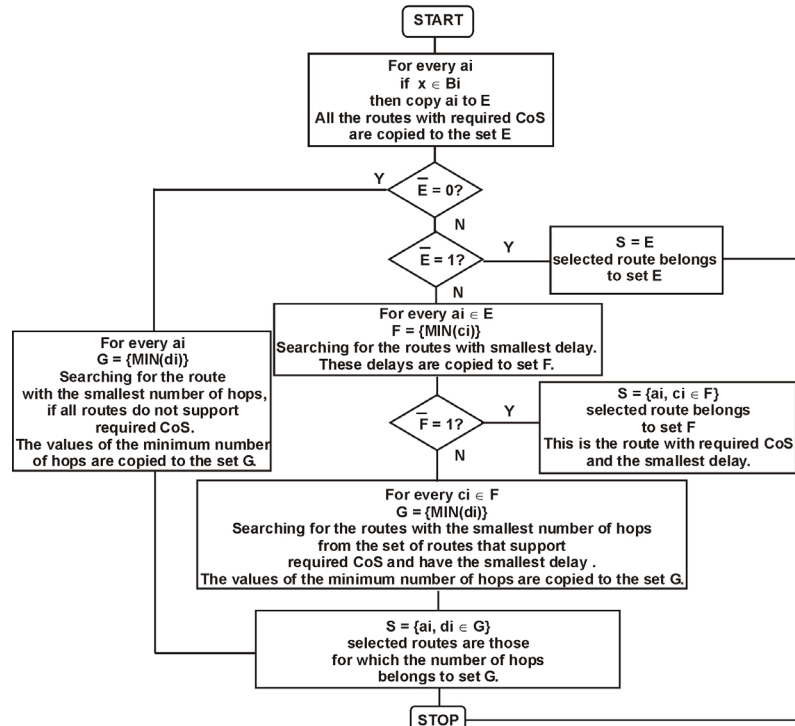 START
For every ai
if x ∈ Bi
then copy ai to E
All the routes with required CoS
are copied to the set E
Y
E̅ = 0?
N
E̅ = 1?
Y
S = E
selected route belongs
to set E
N
For every ai ∈ E
F = {MIN(ci)}
Searching for the routes with smallest delay.
These delays are copied to set F.
For every ai
G = {MIN(di)}
Searching for the route
with the smallest number of hops,
if all routes do not support
required CoS.
The values of the minimum number
of hops are copied to the set G.
F̅ = 1?
Y
S = {ai, ci ∈ F}
selected route belongs
to set F
This is the route with required CoS
and the smallest delay.
N
For every ci ∈ F
G = {MIN(di)}
Searching for the routes with the smallest number of hops
from the set of routes that support
required CoS and have the smallest delay .
The values of the minimum number of hops are copied to the set G.
S = {ai, di ∈ G}
selected routes are those
for which the number of hops
belongs to set G.
STOP